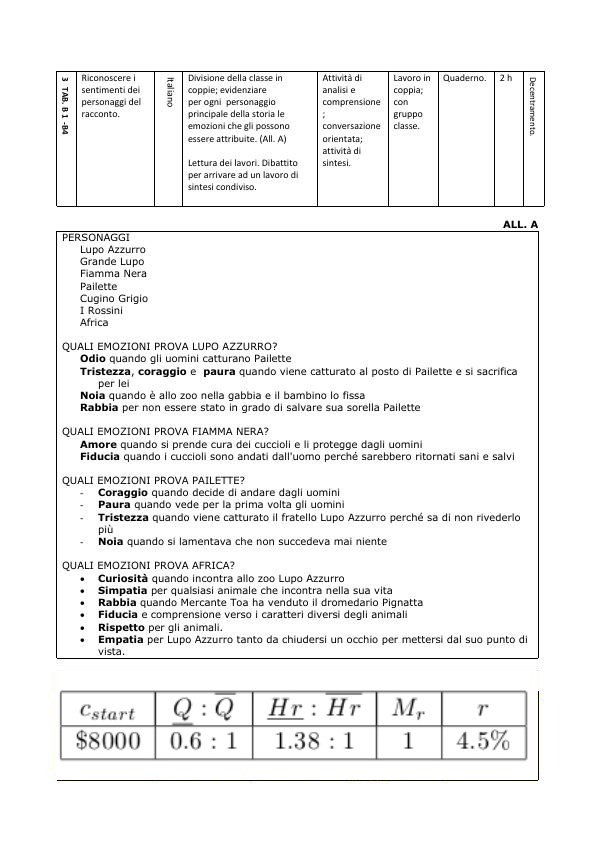 3 TAB. B 1 -B4
Riconoscere i
sentimenti dei
personaggi del
racconto.
Italiano
Divisione della classe in
coppie; evidenziare
per ogni personaggio
principale della storia le
emozioni che gli possono
essere attribuite. (All. A)
Lettura dei lavori. Dibattito
per arrivare ad un lavoro di
sintesi condiviso.
Attività di
analisi e
comprensione
;
conversazione
orientata;
attività di
sintesi.
Lavoro in
coppia;
con
gruppo
classe.
Quaderno.
2 h
Decentramento.
ALL. A
PERSONAGGI
Lupo Azzurro
Grande Lupo
Fiamma Nera
Pailette
Cugino Grigio
I Rossini
Africa
QUALI EMOZIONI PROVA LUPO AZZURRO?
Odio quando gli uomini catturano Pailette
Tristezza, coraggio e paura quando viene catturato al posto di Pailette e si sacrifica
per lei
Noia quando è allo zoo nella gabbia e il bambino lo fissa
Rabbia per non essere stato in grado di salvare sua sorella Pailette
QUALI EMOZIONI PROVA FIAMMA NERA?
Amore quando si prende cura dei cuccioli e li protegge dagli uomini
Fiducia quando i cuccioli sono andati dall'uomo perché sarebbero ritornati sani e salvi
QUALI EMOZIONI PROVA PAILETTE?
- Coraggio quando decide di andare dagli uomini
- Paura quando vede per la prima volta gli uomini
- Tristezza quando viene catturato il fratello Lupo Azzurro perché sa di non rivederlo
più
- Noia quando si lamentava che non succedeva mai niente
QUALI EMOZIONI PROVA AFRICA?
• Curiosità quando incontra allo zoo Lupo Azzurro
• Simpatia per qualsiasi animale che incontra nella sua vita
• Rabbia quando Mercante Toa ha venduto il dromedario Pignatta
• Fiducia e comprensione verso i caratteri diversi degli animali
• Rispetto per gli animali.
• Empatia per Lupo Azzurro tanto da chiudersi un occhio per mettersi dal suo punto di
vista.
c_start Q̲ : Q̅ H̲r̲ : H̅r̅ M_r r
$8000 0.6 : 1 1.38 : 1 1 4.5%